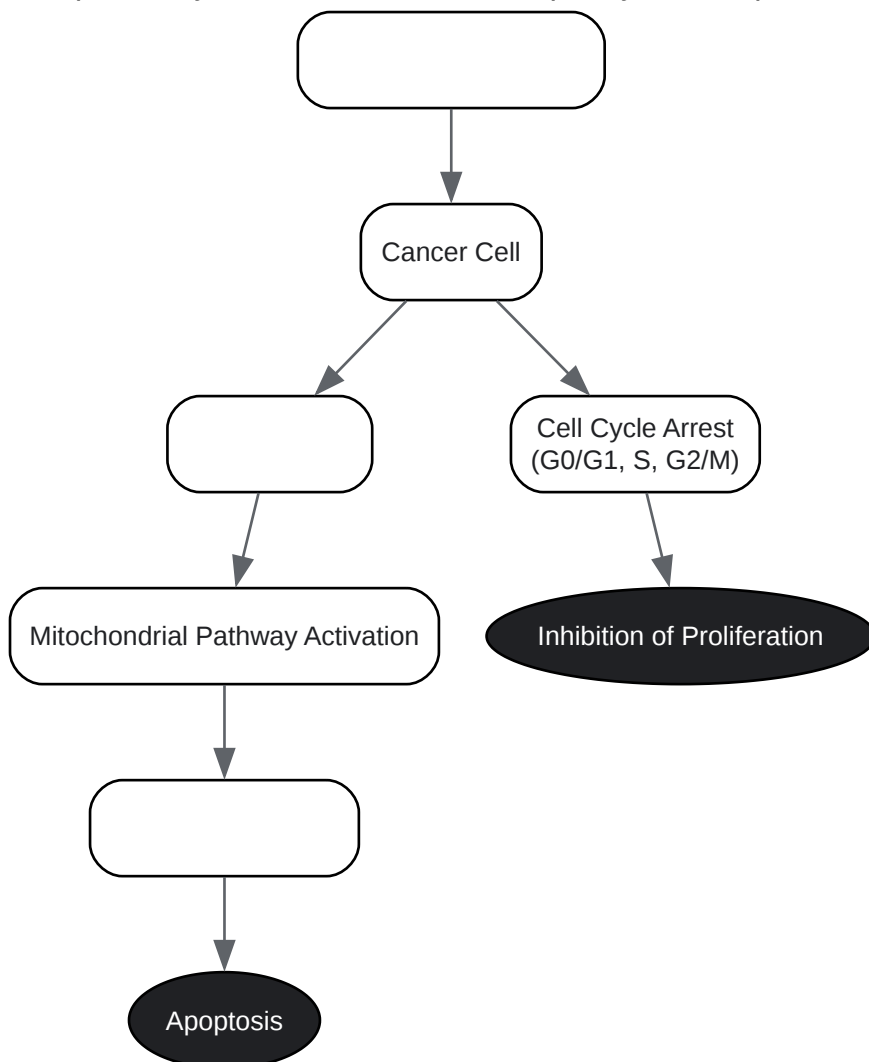 Cancer Cell
Cell Cycle Arrest
(G0/G1, S, G2/M)
Mitochondrial Pathway Activation
Inhibition of Proliferation
Apoptosis